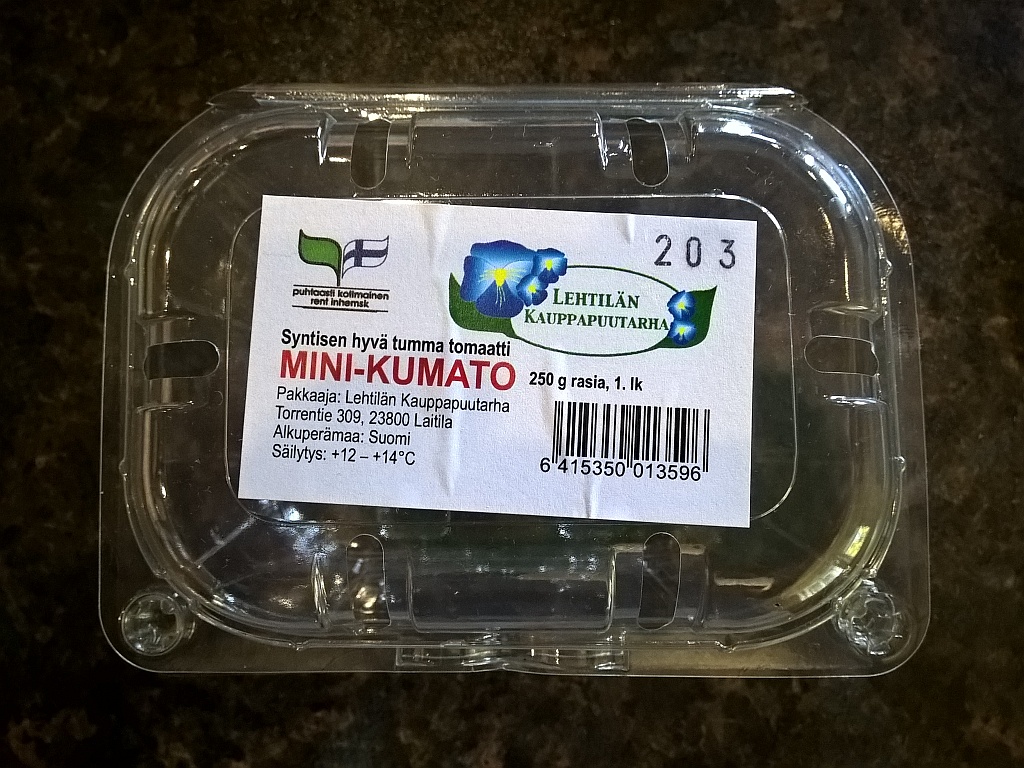 puhtaasti kotimainen
rent inhemsk
203
LEHTILÄN
KAUPPAPUUTARHA
Syntisen hyvä tumma tomaatti
MINI-KUMATO
250 g rasia, 1. lk
Pakkaaja: Lehtilän Kauppapuutarha
Torrentie 309, 23800 Laitila
Alkuperämaa: Suomi
Säilytys: +12 – +14°C
6 415350 013596